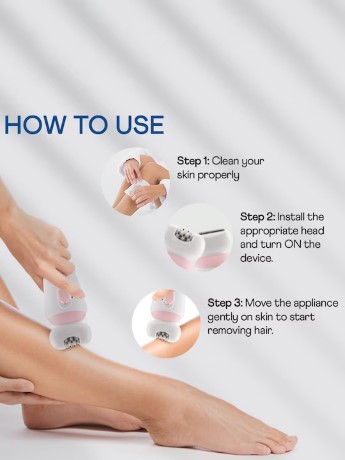 HOW TO USE
Step 1: Clean your
skin properly
Step 2: Install the
appropriate head
and turn ON the
device.
Step 3: Move the appliance
gently on skin to start
removing hair.